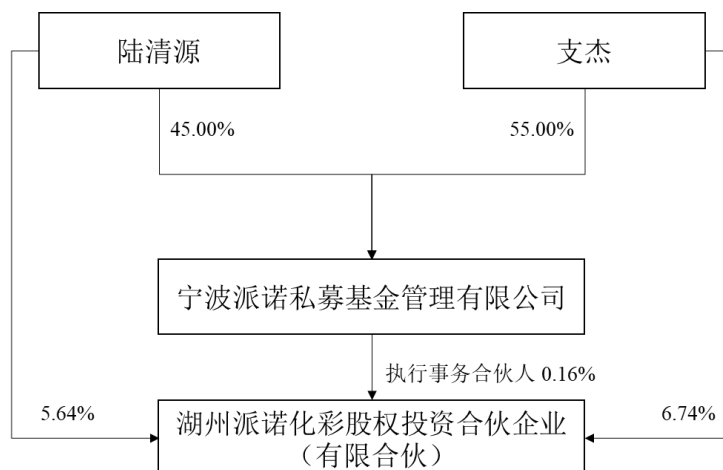 陆清源
支杰
45.00%
55.00%
宁波派诺私募基金管理有限公司
执行事务合伙人 0.16%
5.64%
湖州派诺化彩股权投资合伙企业
（有限合伙）
6.74%